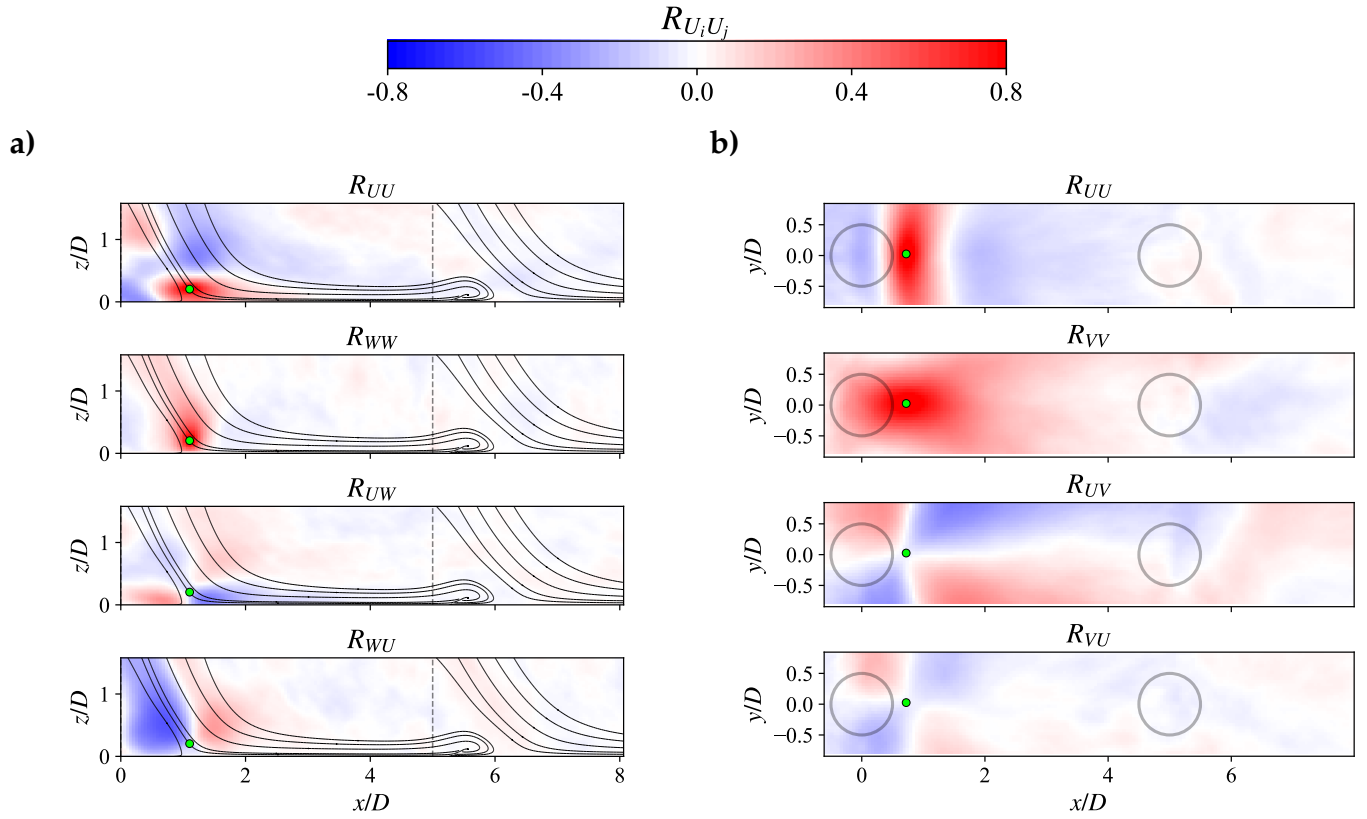 R_{U_iU_j}
-0.8 -0.4 0.0 0.4 0.8
a)
R_{UU}
z/D
1
0
R_{WW}
z/D
1
0
R_{UW}
z/D
1
0
R_{WU}
z/D
1
0
0 2 4 6 8
x/D
b)
R_{UU}
y/D
0.5
0.0
−0.5
R_{VV}
y/D
0.5
0.0
−0.5
R_{UV}
y/D
0.5
0.0
−0.5
R_{VU}
y/D
0.5
0.0
−0.5
0 2 4 6
x/D